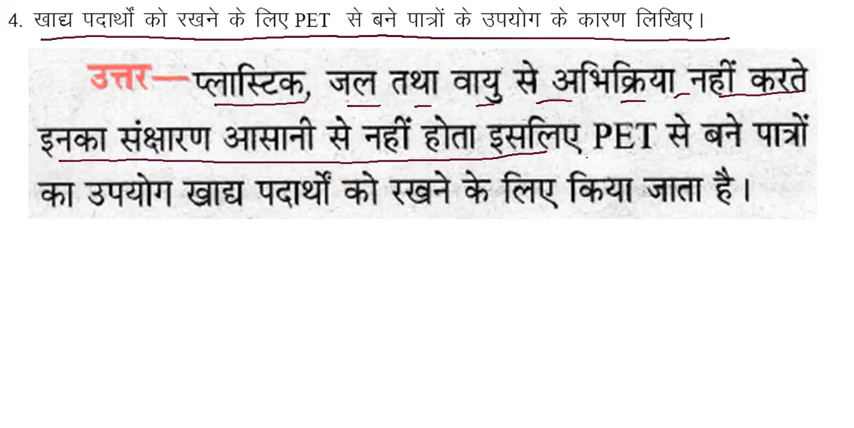 4. खाद्य पदार्थों को रखने के लिए PET से बने पात्रों के उपयोग के कारण लिखिए।
उत्तर—प्लास्टिक, जल तथा वायु से अभिक्रिया नहीं करते
इनका संक्षारण आसानी से नहीं होता इसलिए PET से बने पात्रों
का उपयोग खाद्य पदार्थों को रखने के लिए किया जाता है।